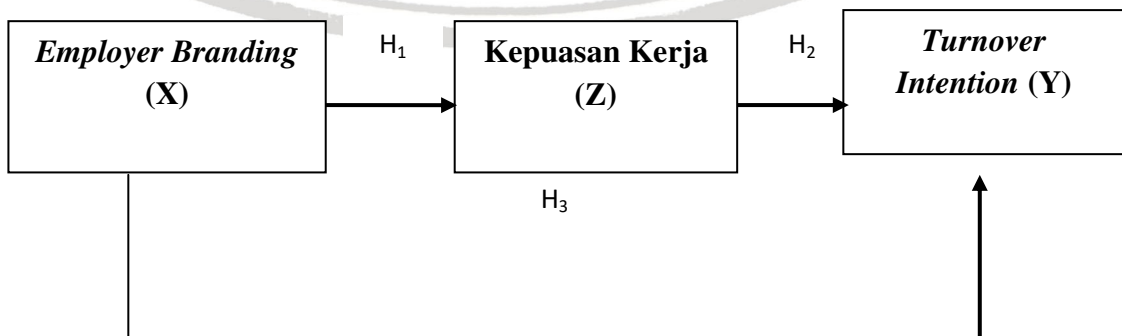 Employer Branding
(X)
H₁
Kepuasan Kerja
(Z)
H₂
Turnover
Intention (Y)
H₃